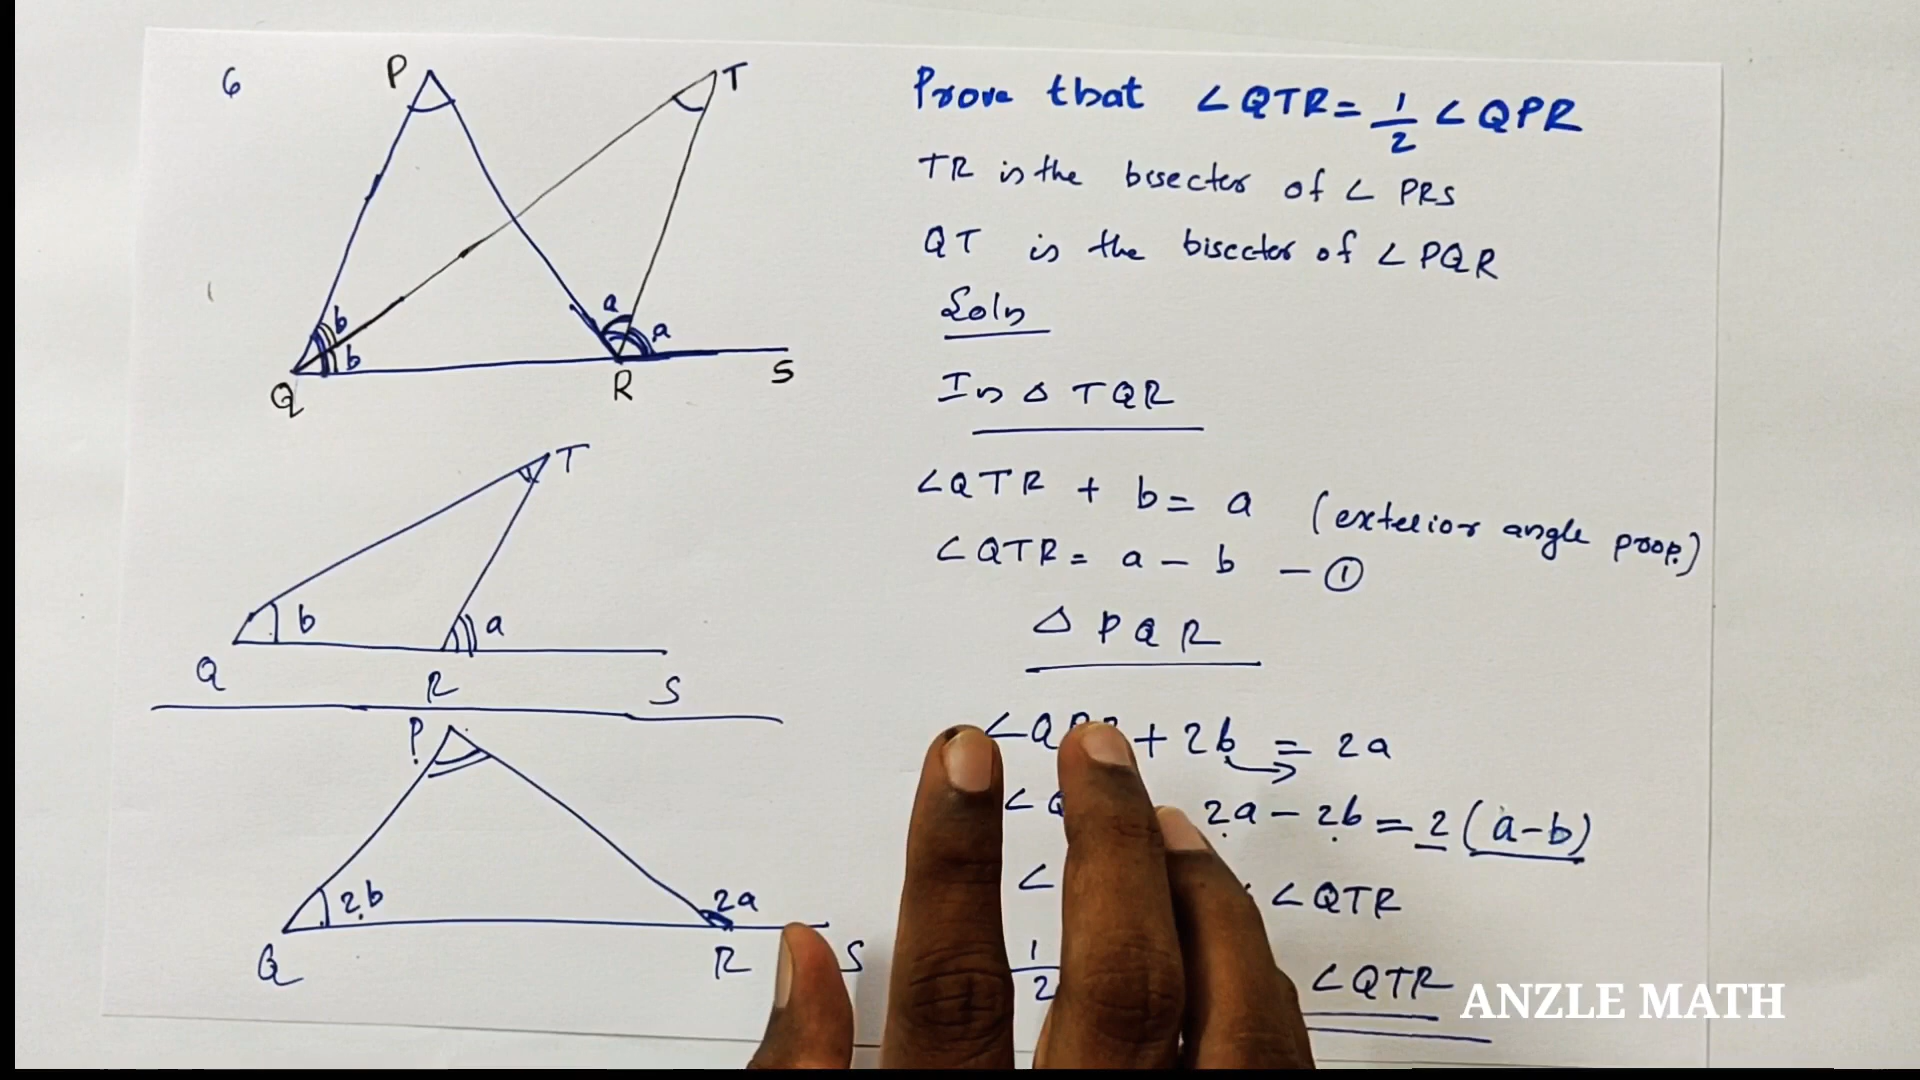 6
P
T
b
b
a
a
Q
R
S
T
b
a
Q
R
S
P
2b
2a
Q
R
S
Prove that ∠QTR = 1/2 ∠QPR
TR is the bisector of ∠ PRS
QT is the bisector of ∠PQR
Soln
In △ TQR
∠QTR + b = a (exterior angle prop.)
∠QTR = a - b - ①
△ PQR
+ 2b = 2a
2a - 2b = 2 (a-b)
∠QTR
1/2 ∠QTR
ANZLE MATH